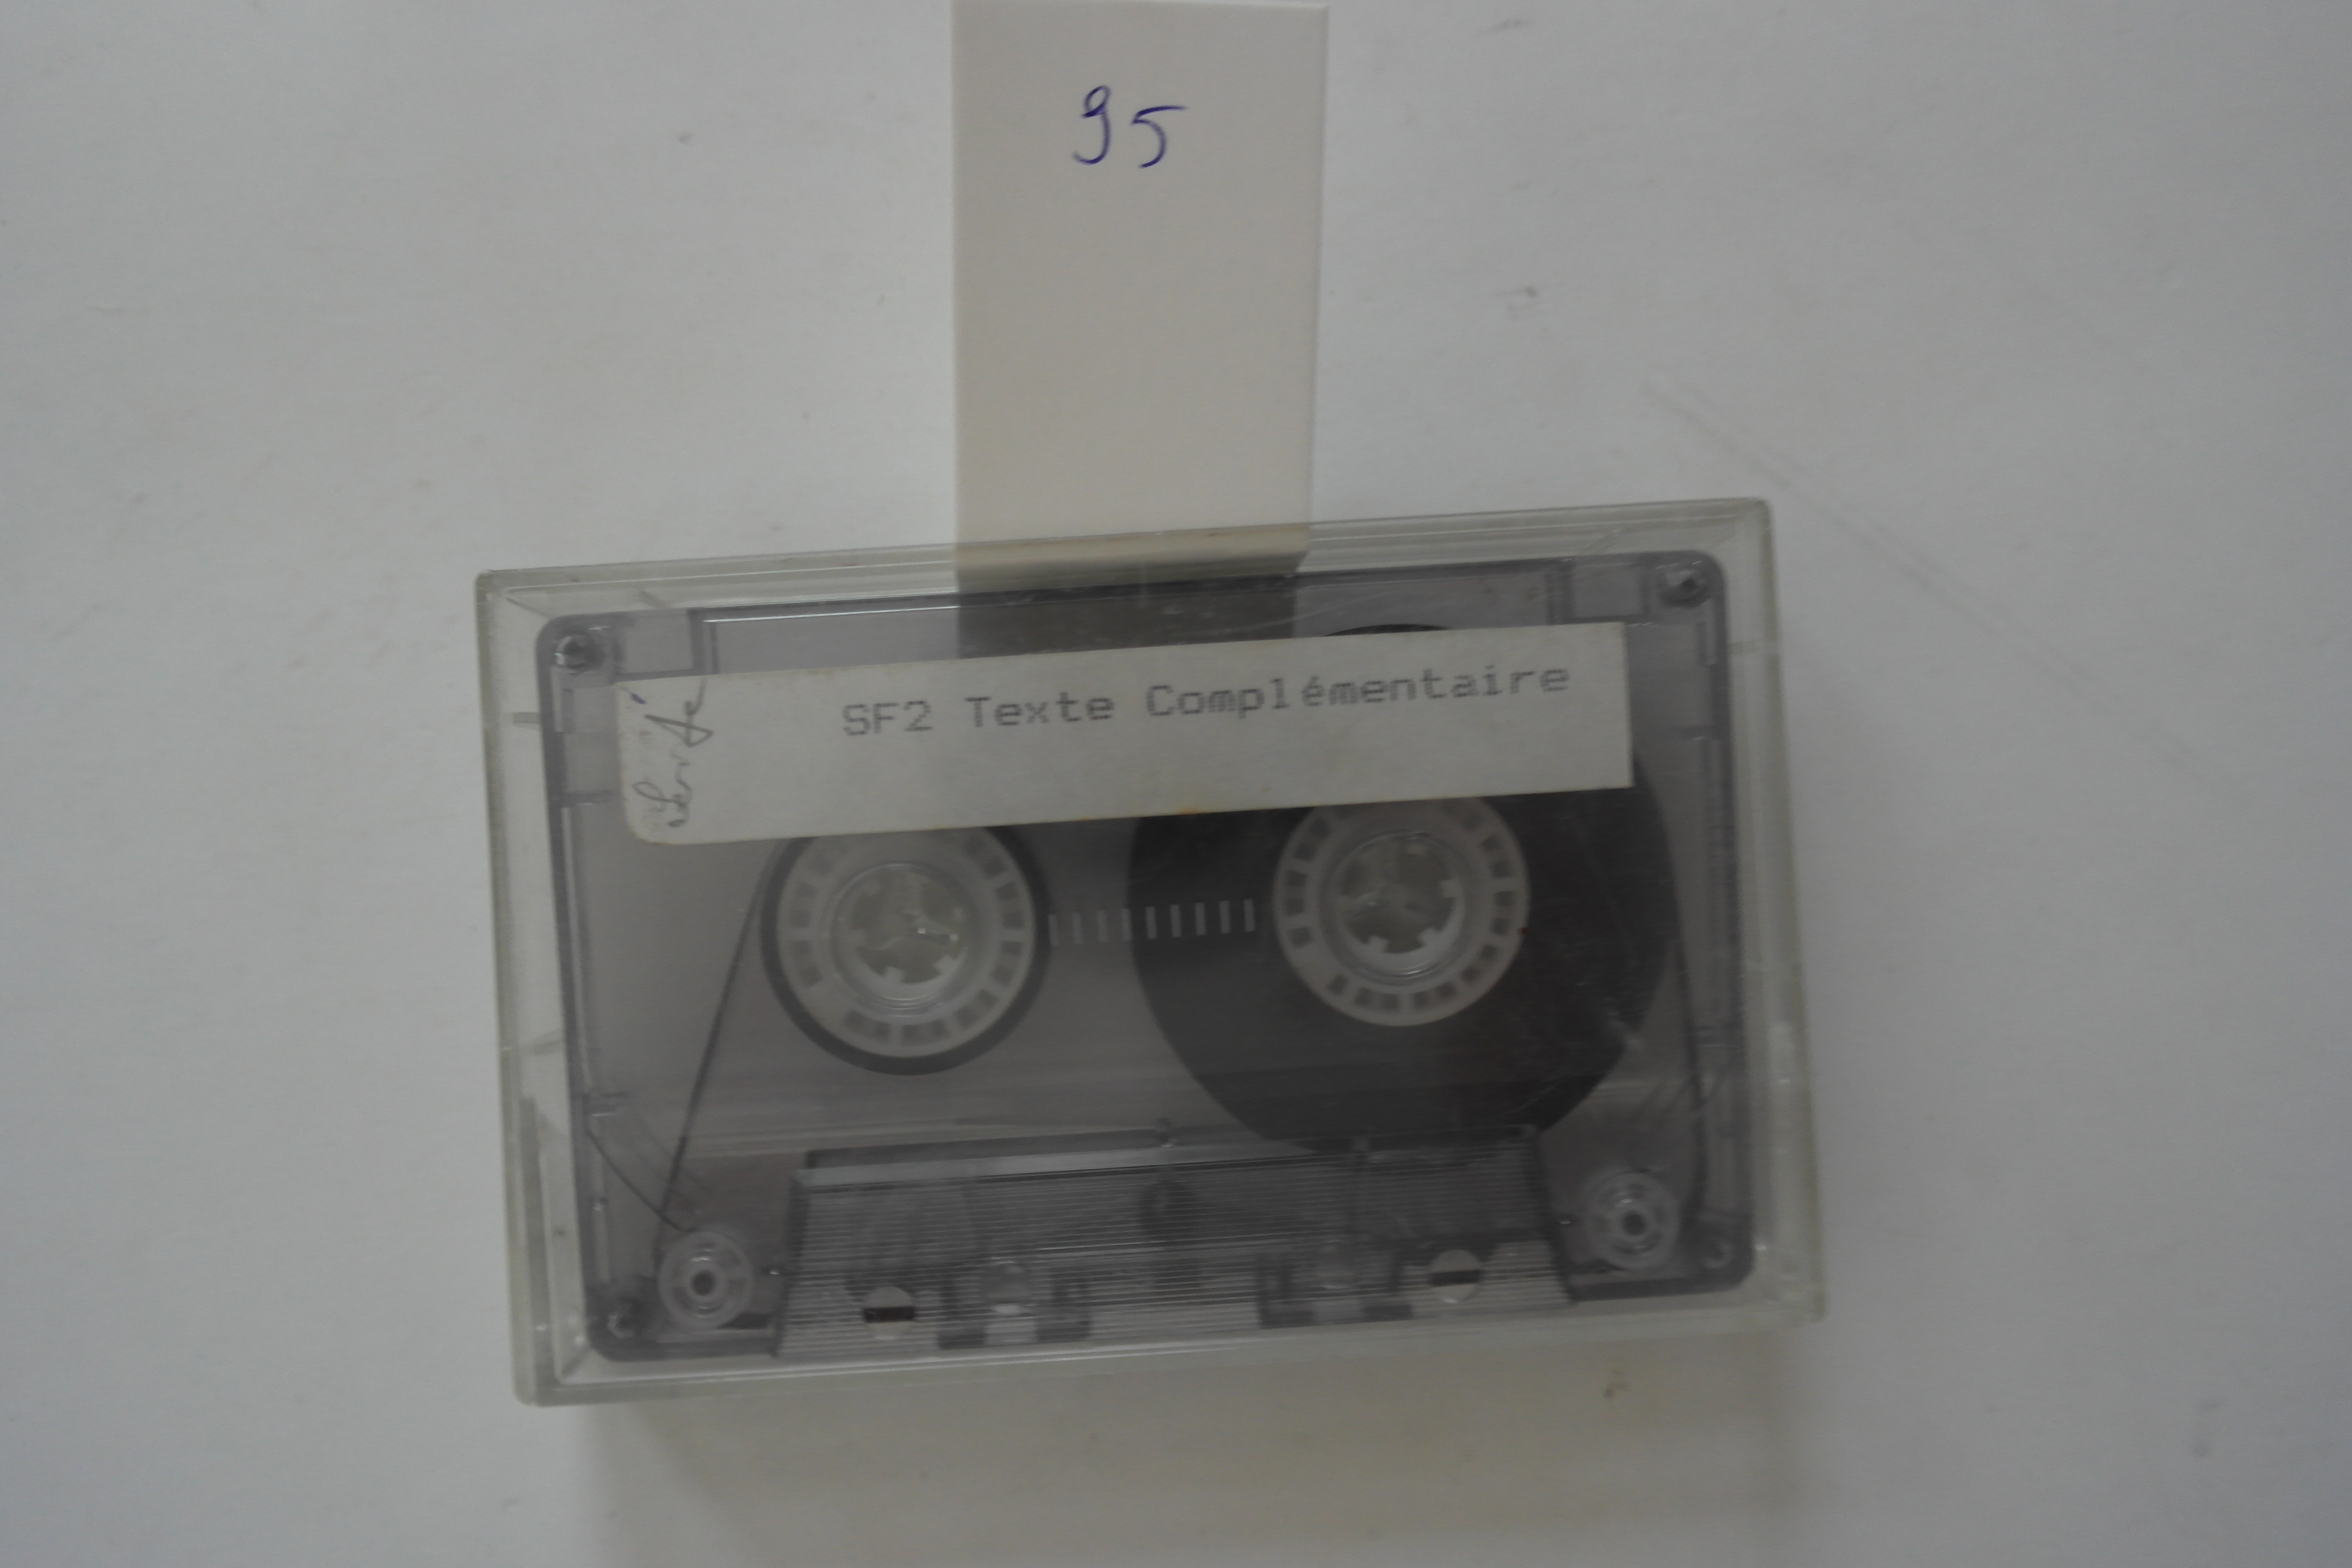 95
SF2 Texte Complémentaire